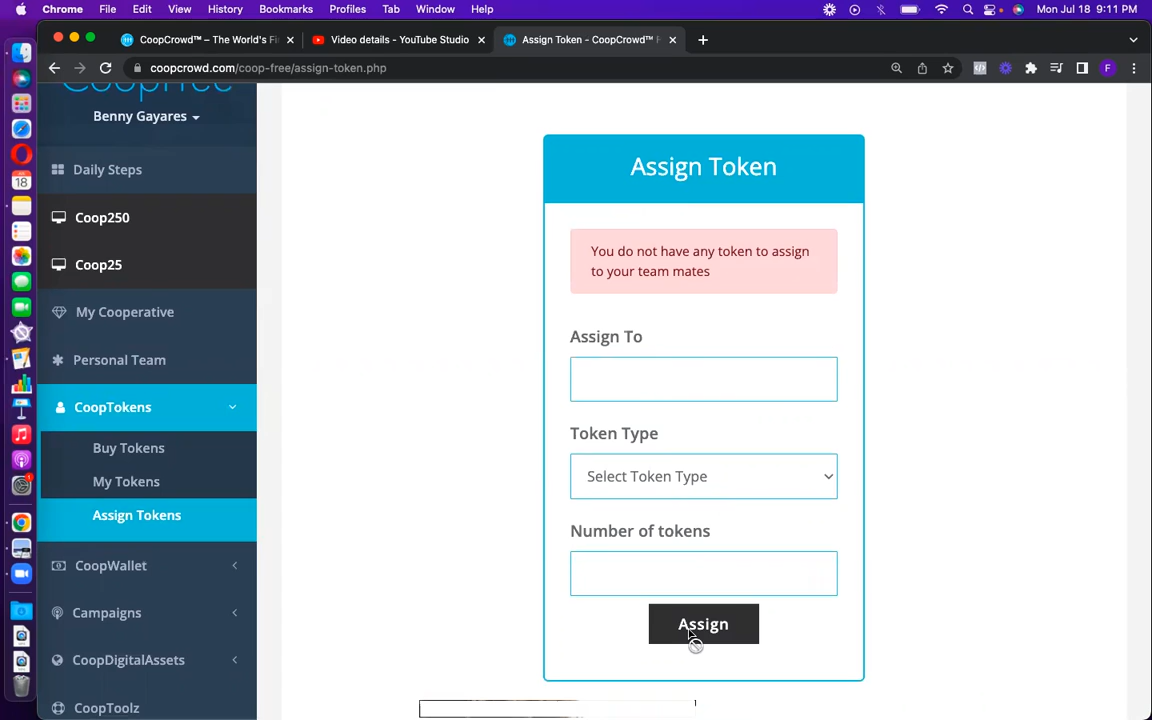 Chrome File Edit View History Bookmarks Profiles Tab Window Help Mon Jul 18 9:11 PM
CoopCrowd™ – The World's Fi
Video details - YouTube Studio
Assign Token - CoopCrowd™ F
coopcrowd.com/coop-free/assign-token.php
F
JUL
18
1
CoopFree
Benny Gayares
Daily Steps
Coop250
Coop25
My Cooperative
Personal Team
CoopTokens
Buy Tokens
My Tokens
Assign Tokens
CoopWallet
Campaigns
CoopDigitalAssets
CoopToolz
Assign Token
You do not have any token to assign
to your team mates
Assign To
Token Type
Select Token Type
Number of tokens
Assign